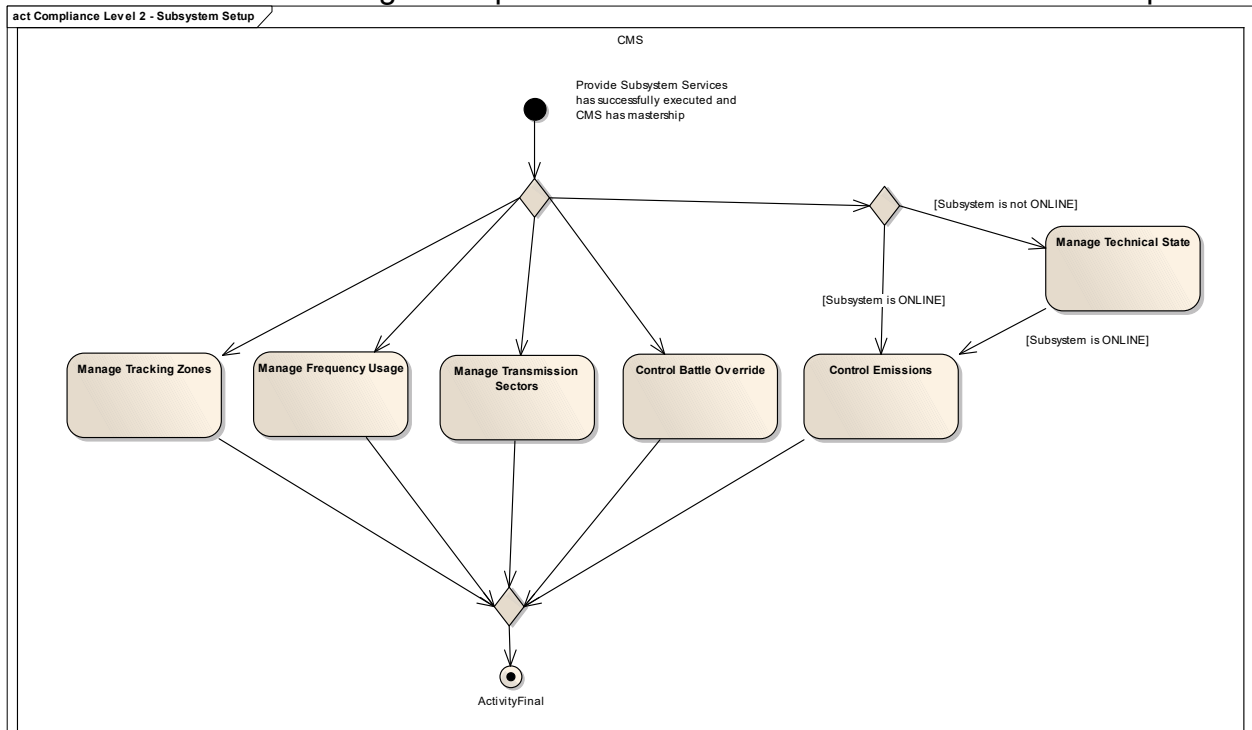 act Compliance Level 2 - Subsystem Setup
CMS
Provide Subsystem Services
has successfully executed and
CMS has mastership
[Subsystem is not ONLINE]
Manage Technical State
[Subsystem is ONLINE]
[Subsystem is ONLINE]
Manage Tracking Zones
Manage Frequency Usage
Manage Transmission
Sectors
Control Battle Override
Control Emissions
ActivityFinal